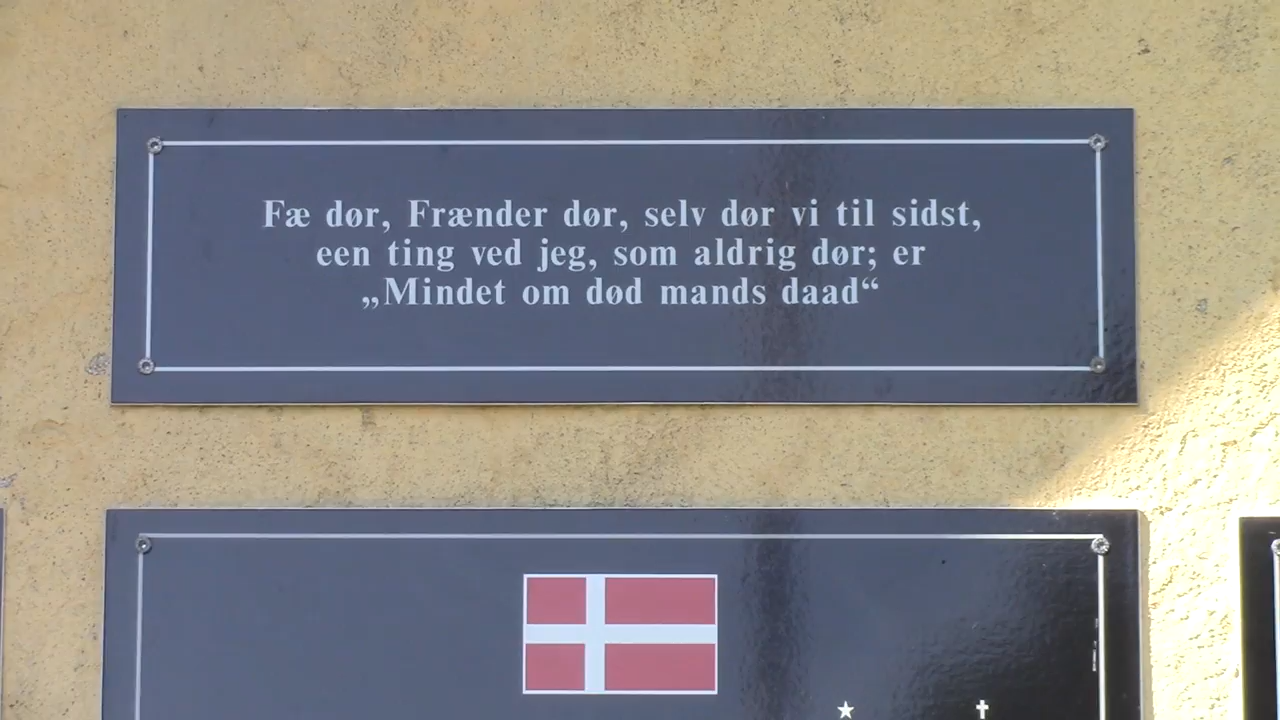 Fæ dør, Frænder dør, selv dør vi til sidst,
een ting ved jeg, som aldrig dør; er
„Mindet om død mands daad“